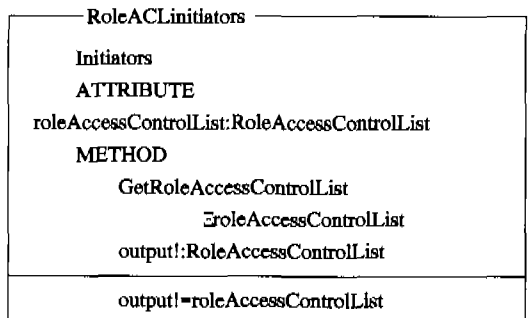 RoleACLinitiators
Initiators
ATTRIBUTE
roleAccessControlList:RoleAccessControlList
METHOD
GetRoleAccessControlList
ΞroleAccessControlList
output!:RoleAccessControlList
output!=roleAccessControlList